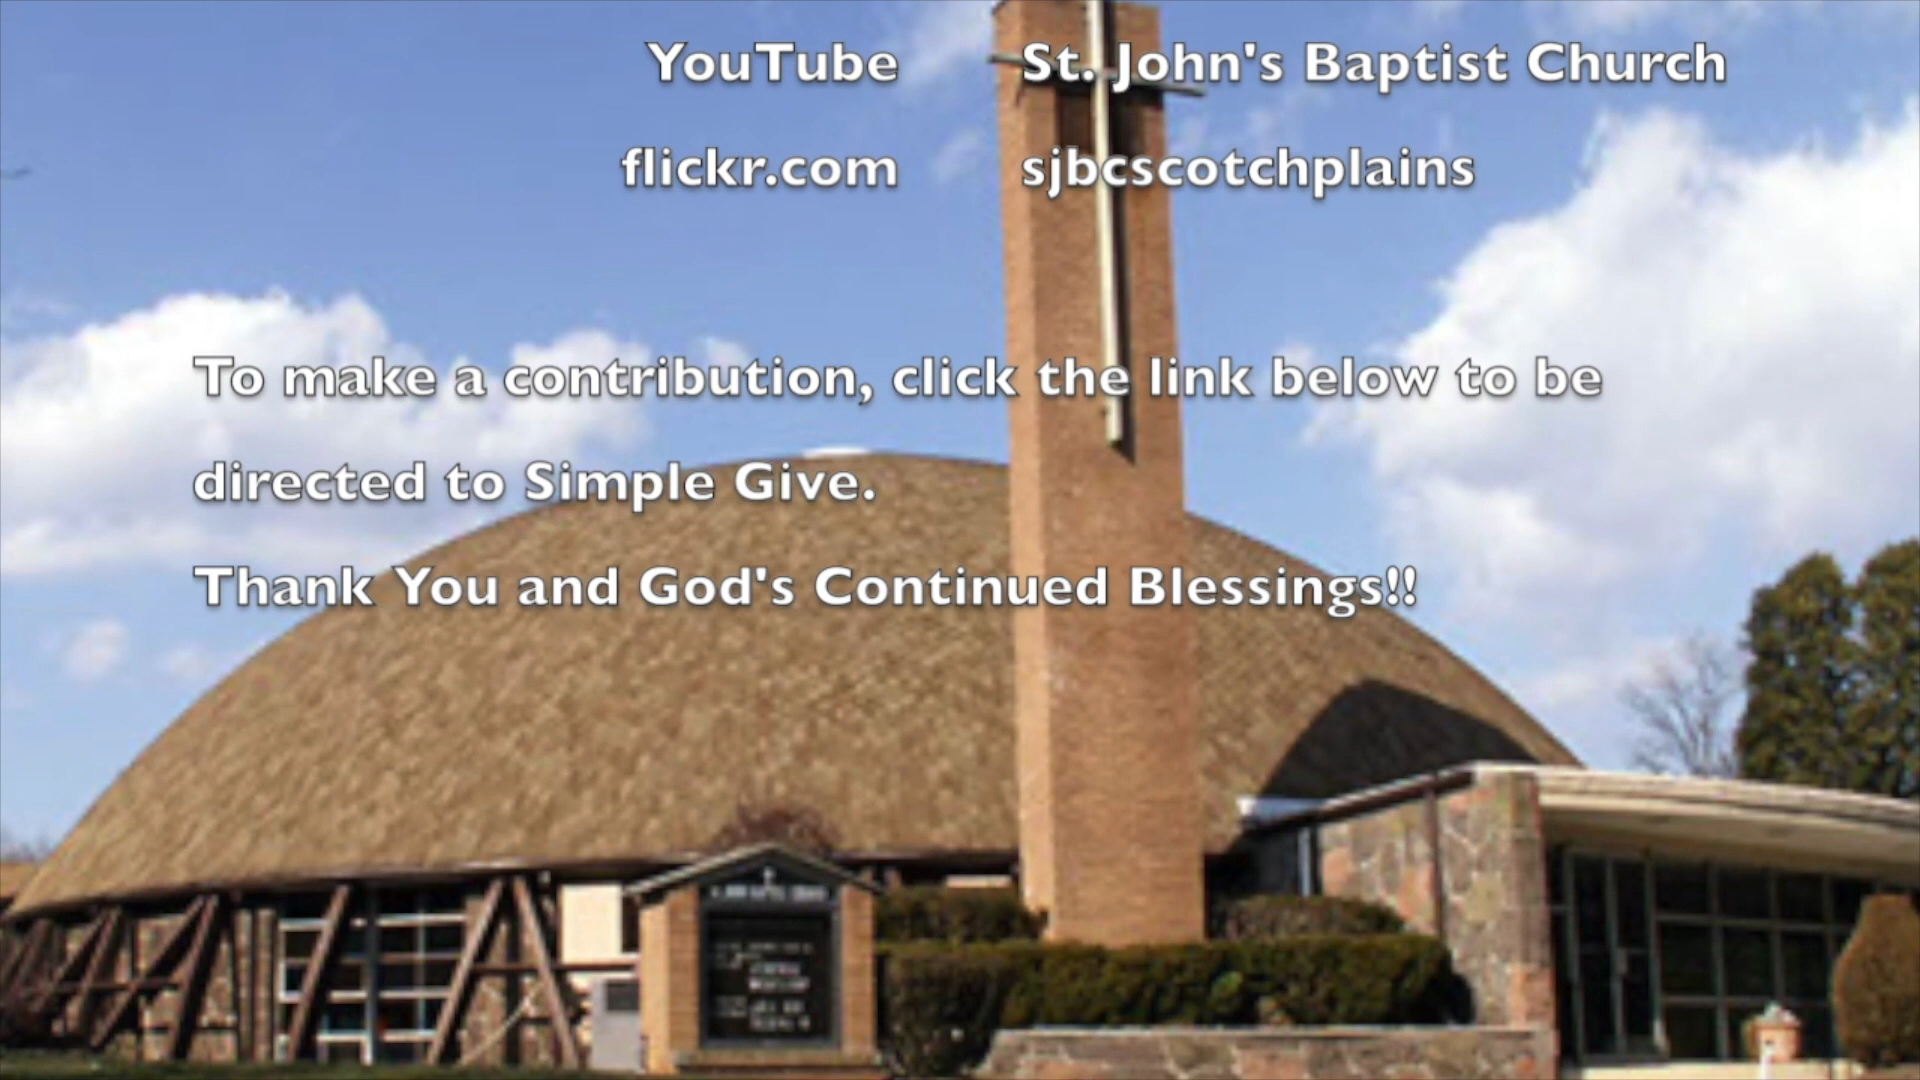 YouTube St. John's Baptist Church
flickr.com sjbcscotchplains
To make a contribution, click the link below to be
directed to Simple Give.
Thank You and God's Continued Blessings!!